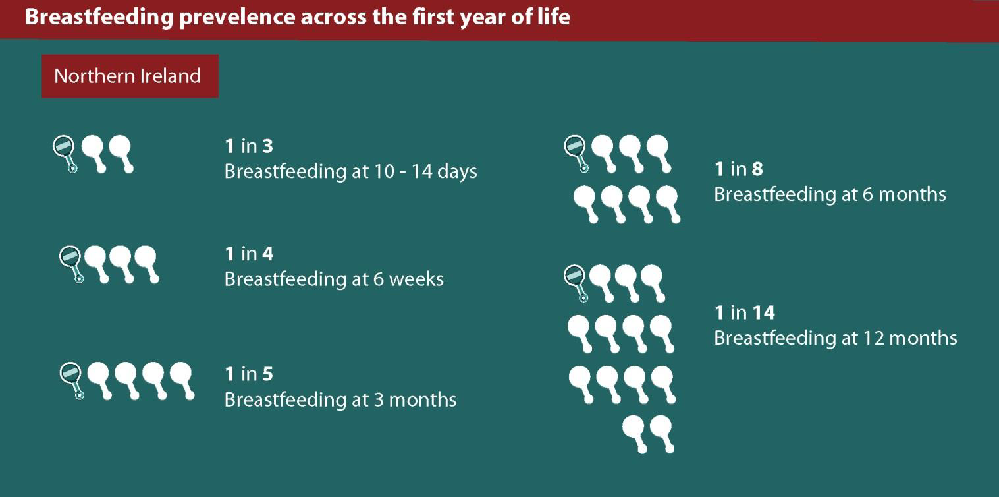 Breastfeeding prevelence across the first year of life
Northern Ireland
1 in 3
Breastfeeding at 10 - 14 days
1 in 4
Breastfeeding at 6 weeks
1 in 5
Breastfeeding at 3 months
1 in 8
Breastfeeding at 6 months
1 in 14
Breastfeeding at 12 months